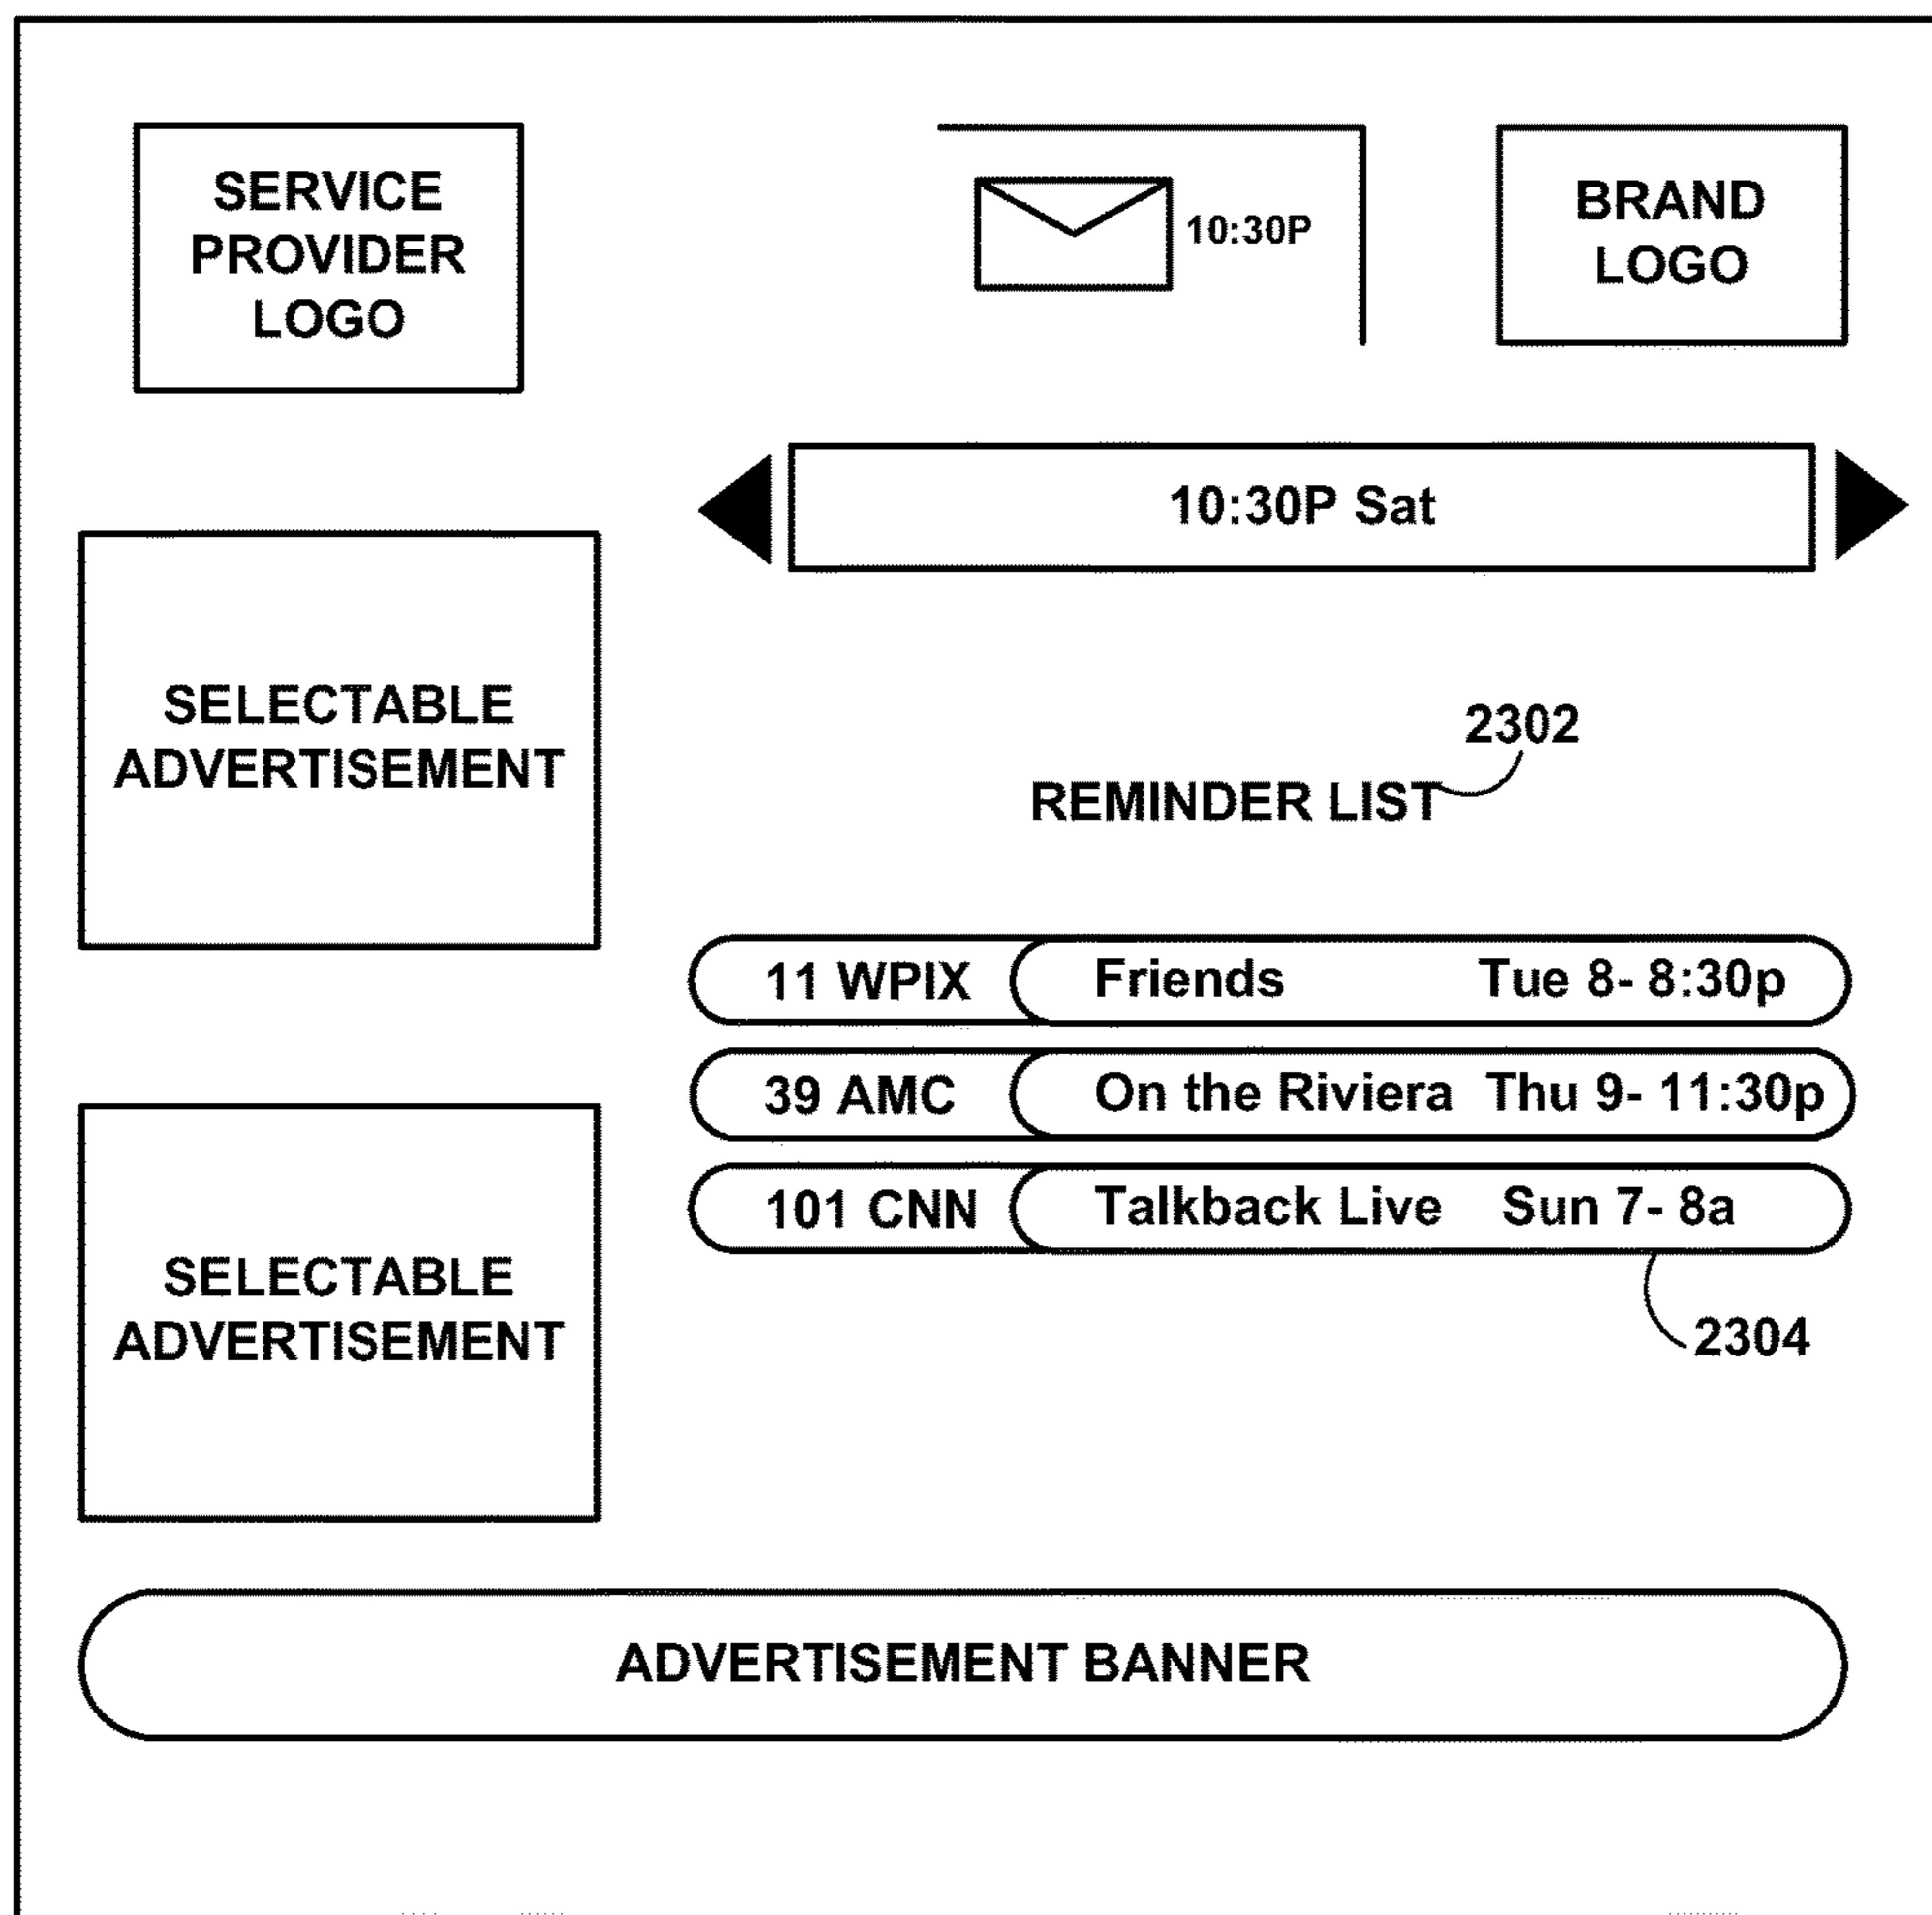 SERVICE
PROVIDER
LOGO
10:30P
BRAND
LOGO
10:30P Sat
SELECTABLE
ADVERTISEMENT
2302
REMINDER LIST
11 WPIX Friends Tue 8- 8:30p
39 AMC On the Riviera Thu 9- 11:30p
101 CNN Talkback Live Sun 7- 8a
2304
SELECTABLE
ADVERTISEMENT
ADVERTISEMENT BANNER